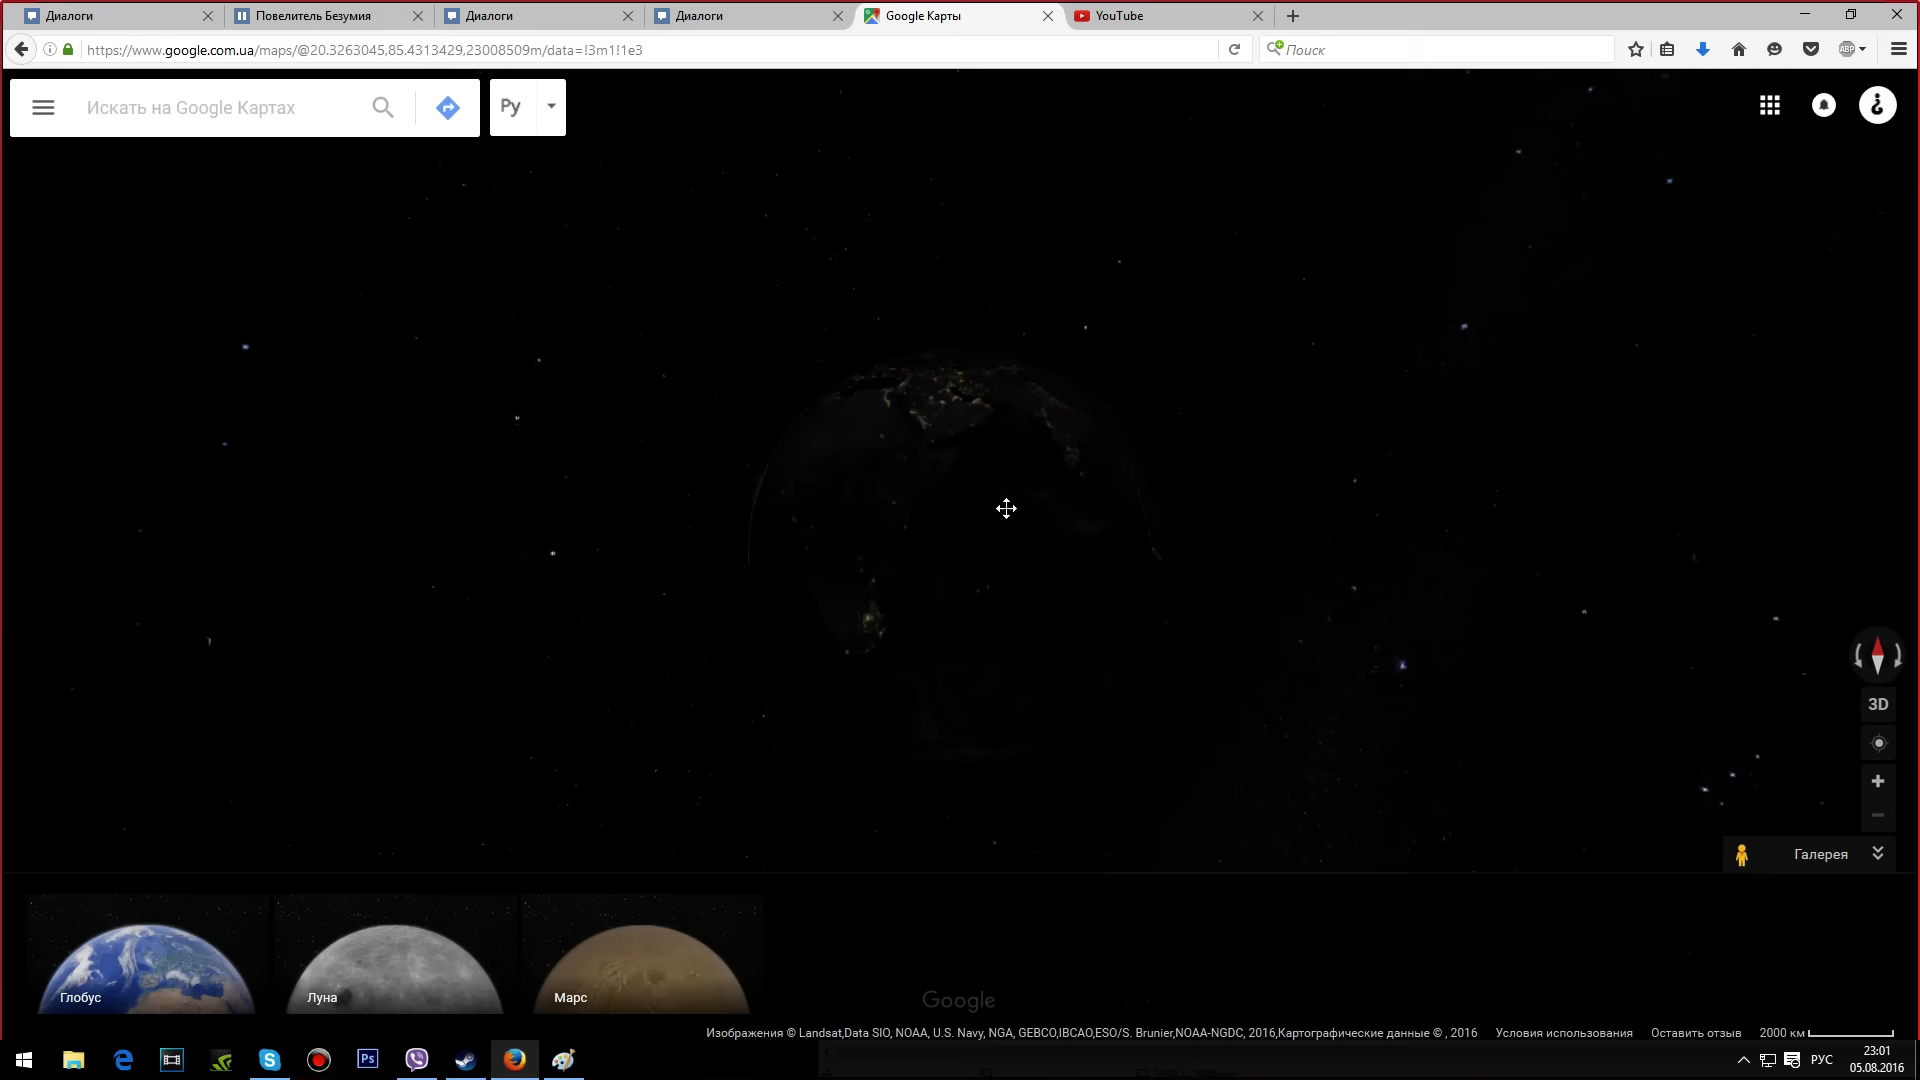 Диалоги
Повелитель Безумия
Диалоги
Диалоги
Google Карты
YouTube
https://www.google.com.ua/maps/@20.3263045,85.4313429,23008509m/data=!3m1!1e3
Поиск
ABP
Искать на Google Картах
Ру
3D
Галерея
Глобус
Луна
Марс
Google
Изображения © Landsat,Data SIO, NOAA, U.S. Navy, NGA, GEBCO,IBCAO,ESO/S. Brunier,NOAA-NGDC, 2016,Картографические данные © , 2016
Условия использования
Оставить отзыв
2000 км
Ps
РУС
23:01
05.08.2016